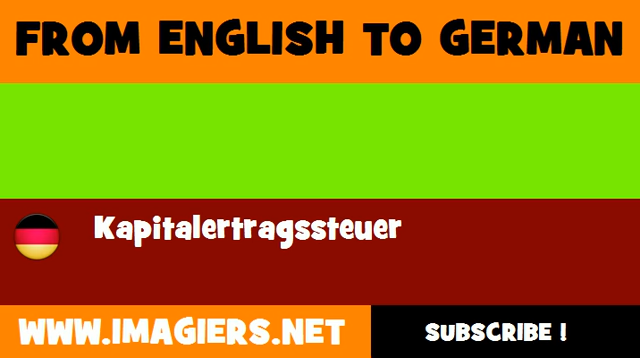 FROM ENGLISH TO GERMAN
Kapitalertragssteuer
WWW.IMAGIERS.NET
SUBSCRIBE !